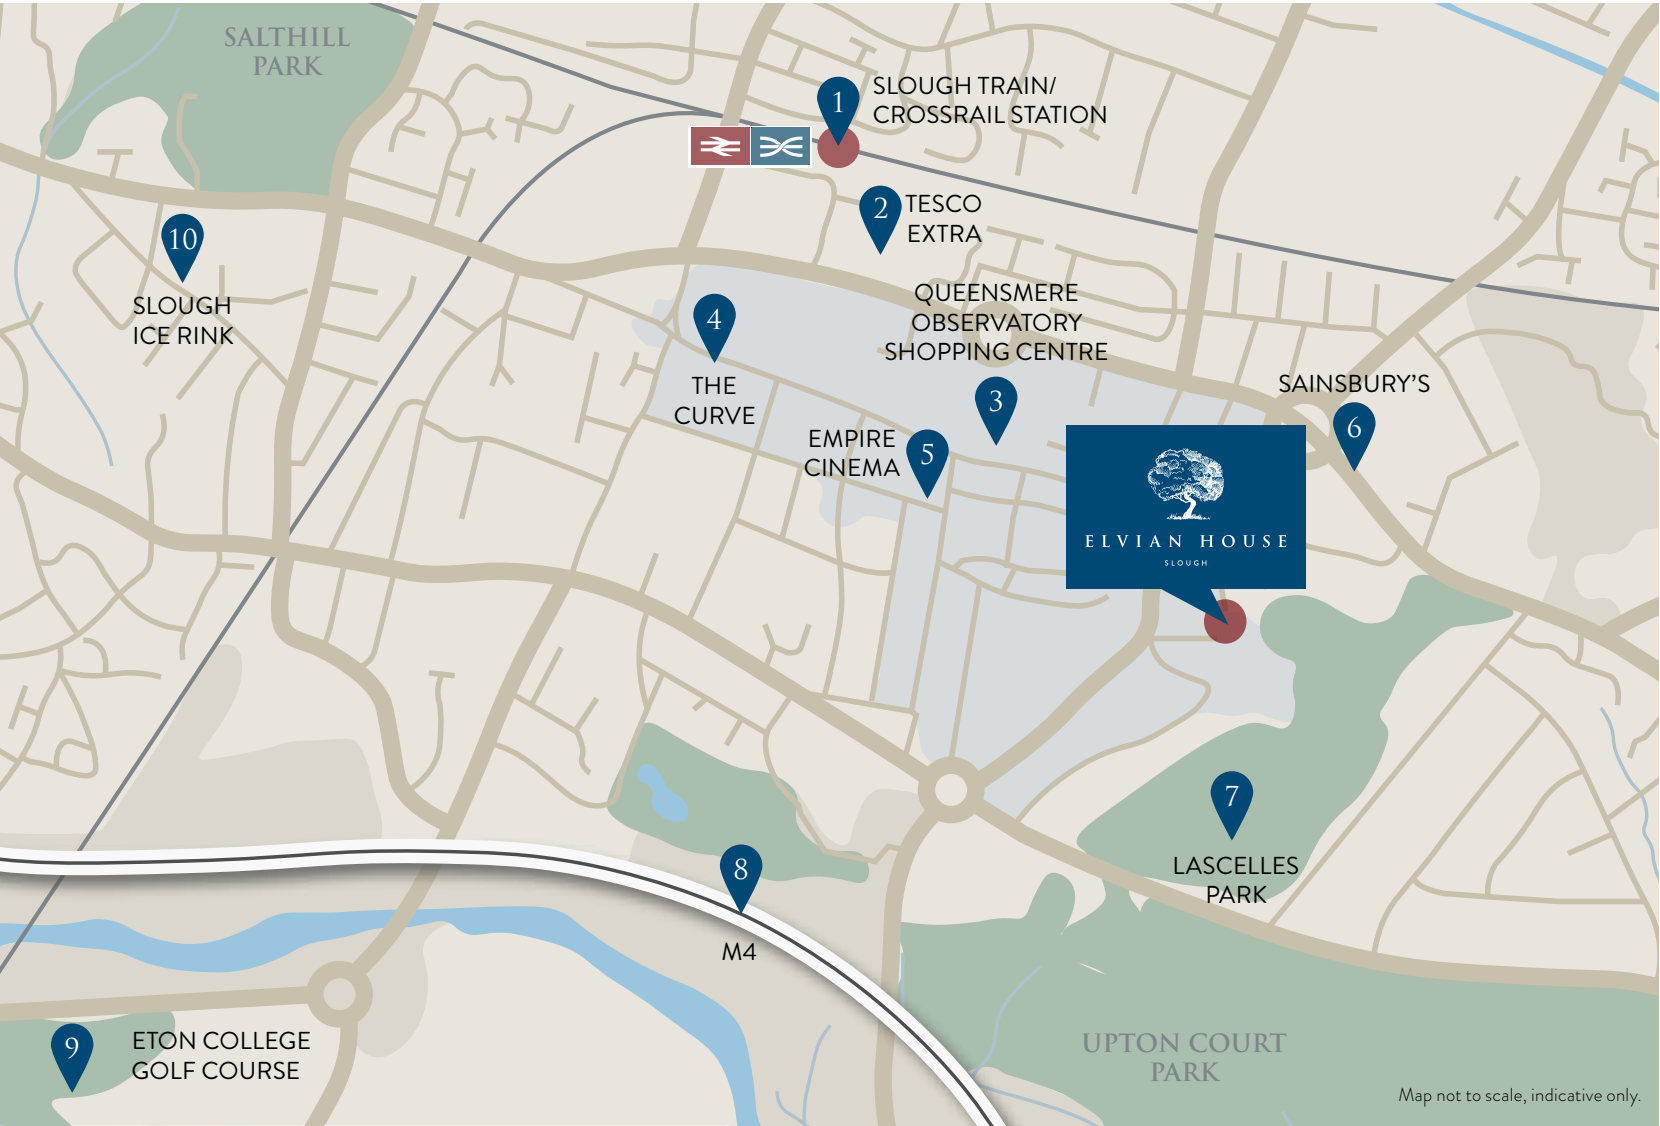 SALTHILL
PARK
1
SLOUGH TRAIN/
CROSSRAIL STATION
2
TESCO
EXTRA
10
SLOUGH
ICE RINK
4
THE
CURVE
QUEENSMERE
OBSERVATORY
SHOPPING CENTRE
3
EMPIRE
CINEMA
5
SAINSBURY'S
6
ELVIAN HOUSE
SLOUGH
7
LASCELLES
PARK
8
M4
9
ETON COLLEGE
GOLF COURSE
UPTON COURT
PARK
Map not to scale, indicative only.